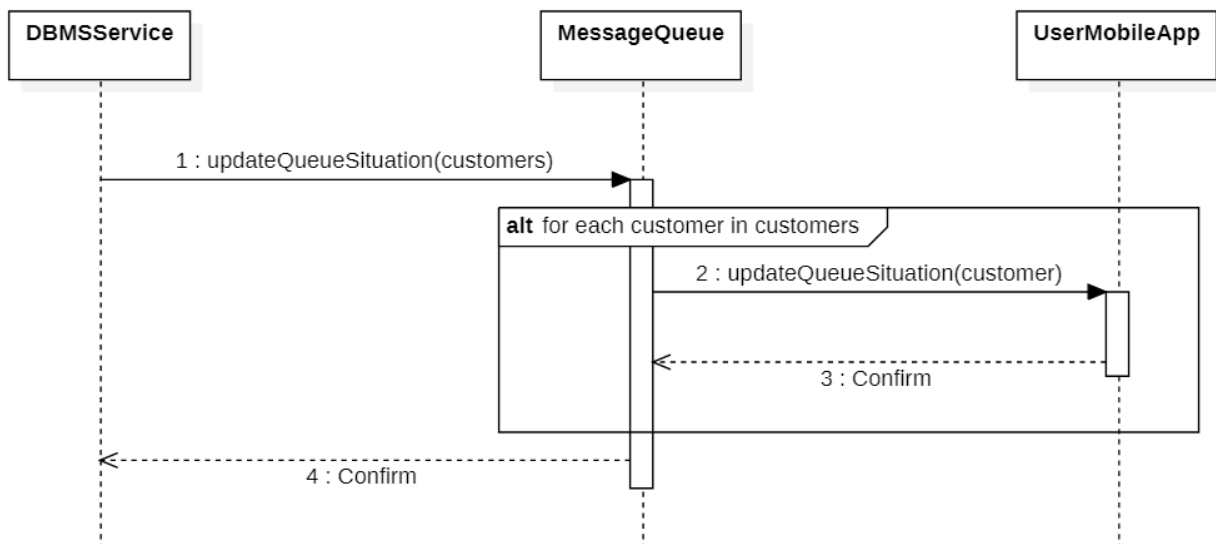 DBMSService
MessageQueue
UserMobileApp
1 : updateQueueSituation(customers)
alt for each customer in customers
2 : updateQueueSituation(customer)
3 : Confirm
4 : Confirm